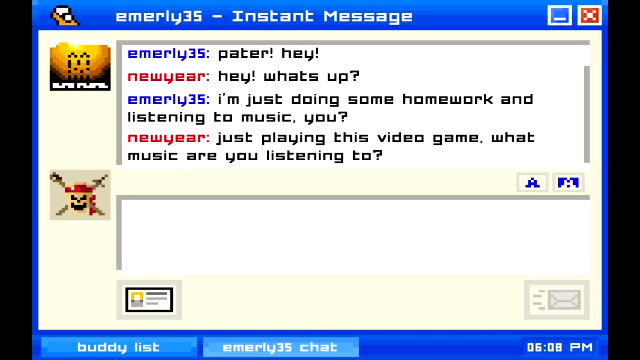 emerly35 - Instant Message
emerly35: pater! hey!
newyear: hey! whats up?
emerly35: i'm just doing some homework and
listening to music, you?
newyear: just playing this video game, what
music are you listening to?
A
buddy list
emerly35 chat
06:08 PM